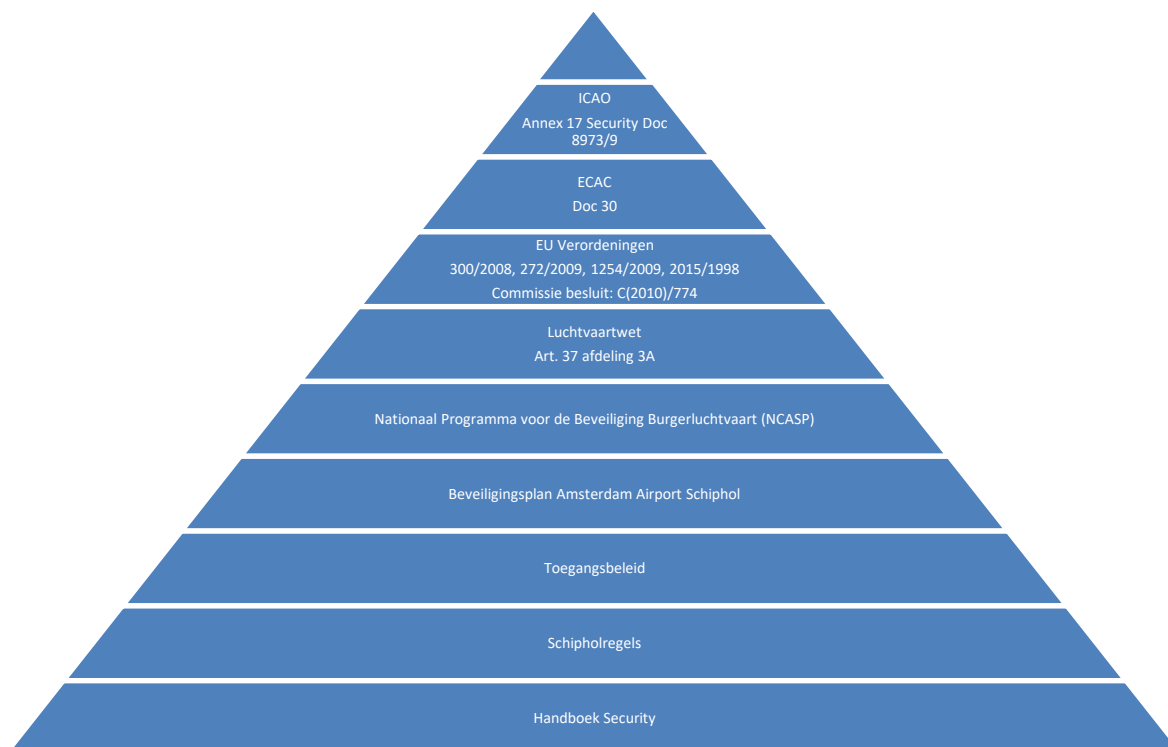 ICAO
Annex 17 Security Doc
8973/9
ECAC
Doc 30
EU Verordeningen
300/2008, 272/2009, 1254/2009, 2015/1998
Commissie besluit: C(2010)/774
Luchtvaartwet
Art. 37 afdeling 3A
Nationaal Programma voor de Beveiliging Burgerluchtvaart (NCASP)
Beveiligingsplan Amsterdam Airport Schiphol
Toegangsbeleid
Schipholregels
Handboek Security